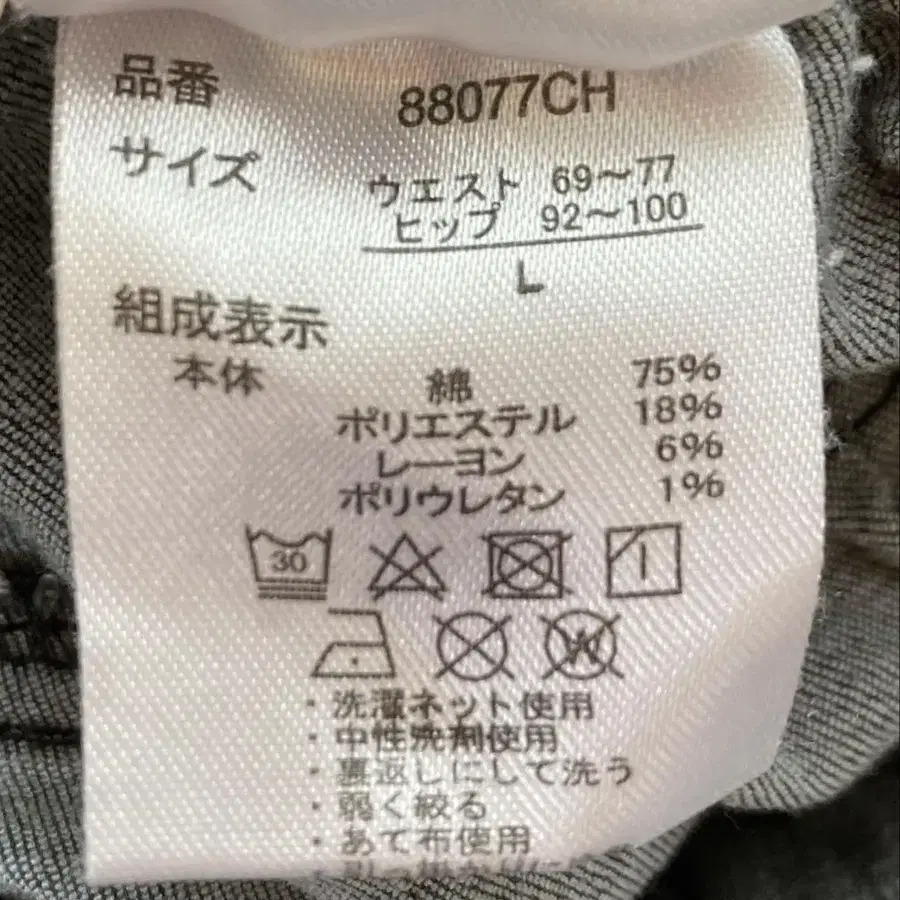 品番 88077CH
サイズ
ウエスト 69～77
ヒップ 92～100
L
組成表示
本体 綿 75%
ポリエステル 18%
レーヨン 6%
ポリウレタン 1%
30
W
・洗濯ネット使用
・中性洗剤使用
・裏返しにして洗う
・弱く絞る
・あて布使用